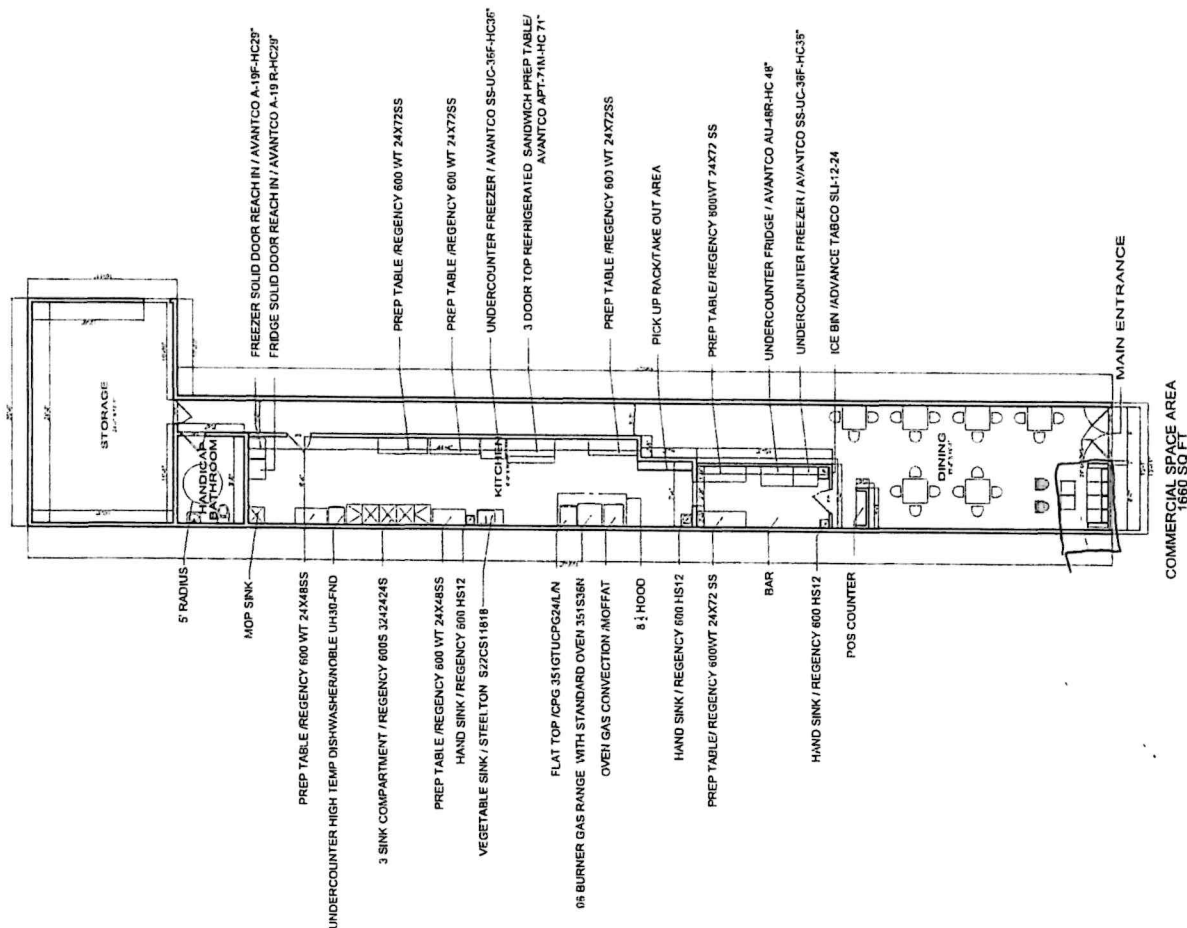 STORAGE
HANDICAP
BATHROOM
KITCHEN
DINING
5' RADIUS
MOP SINK
PREP TABLE /REGENCY 600 WT 24X48SS
UNDERCOUNTER HIGH TEMP DISHWASHER/NOBLE UH30-FND
3 SINK COMPARTMENT / REGENCY 600S 3242424S
PREP TABLE /REGENCY 600 WT 24X48SS
HAND SINK / REGENCY 600 HS12
VEGETABLE SINK / STEELTON S22CS11818
FLAT TOP /CPG 351GTUCPG24/L/N
06 BURNER GAS RANGE WITH STANDARD OVEN 351S36N
OVEN GAS CONVECTION /MOFFAT
8 ½ HOOD
HAND SINK / REGENCY 600 HS12
PREP TABLE/ REGENCY 600WT 24X72 SS
BAR
HAND SINK / REGENCY 600 HS12
POS COUNTER
FREEZER SOLID DOOR REACH IN / AVANTCO A-19F-HC29"
FRIDGE SOLID DOOR REACH IN / AVANTCO A-19 R-HC29"
PREP TABLE /REGENCY 600 WT 24X72SS
PREP TABLE /REGENCY 600 WT 24X72SS
UNDERCOUNTER FREEZER / AVANTCO SS-UC-36F-HC36"
3 DOOR TOP REFRIGERATED SANDWICH PREP TABLE/
AVANTCO APT-71M-HC 71"
PREP TABLE /REGENCY 600 WT 24X72SS
PICK UP RACK/TAKE OUT AREA
PREP TABLE/ REGENCY 600WT 24X72 SS
UNDERCOUNTER FRIDGE / AVANTCO AU-48R-HC 48"
UNDERCOUNTER FREEZER / AVANTCO SS-UC-36F-HC36"
ICE BIN /ADVANCE TABCO SLI-12-24
MAIN ENTRANCE
COMMERCIAL SPACE AREA
1660 SQ FT